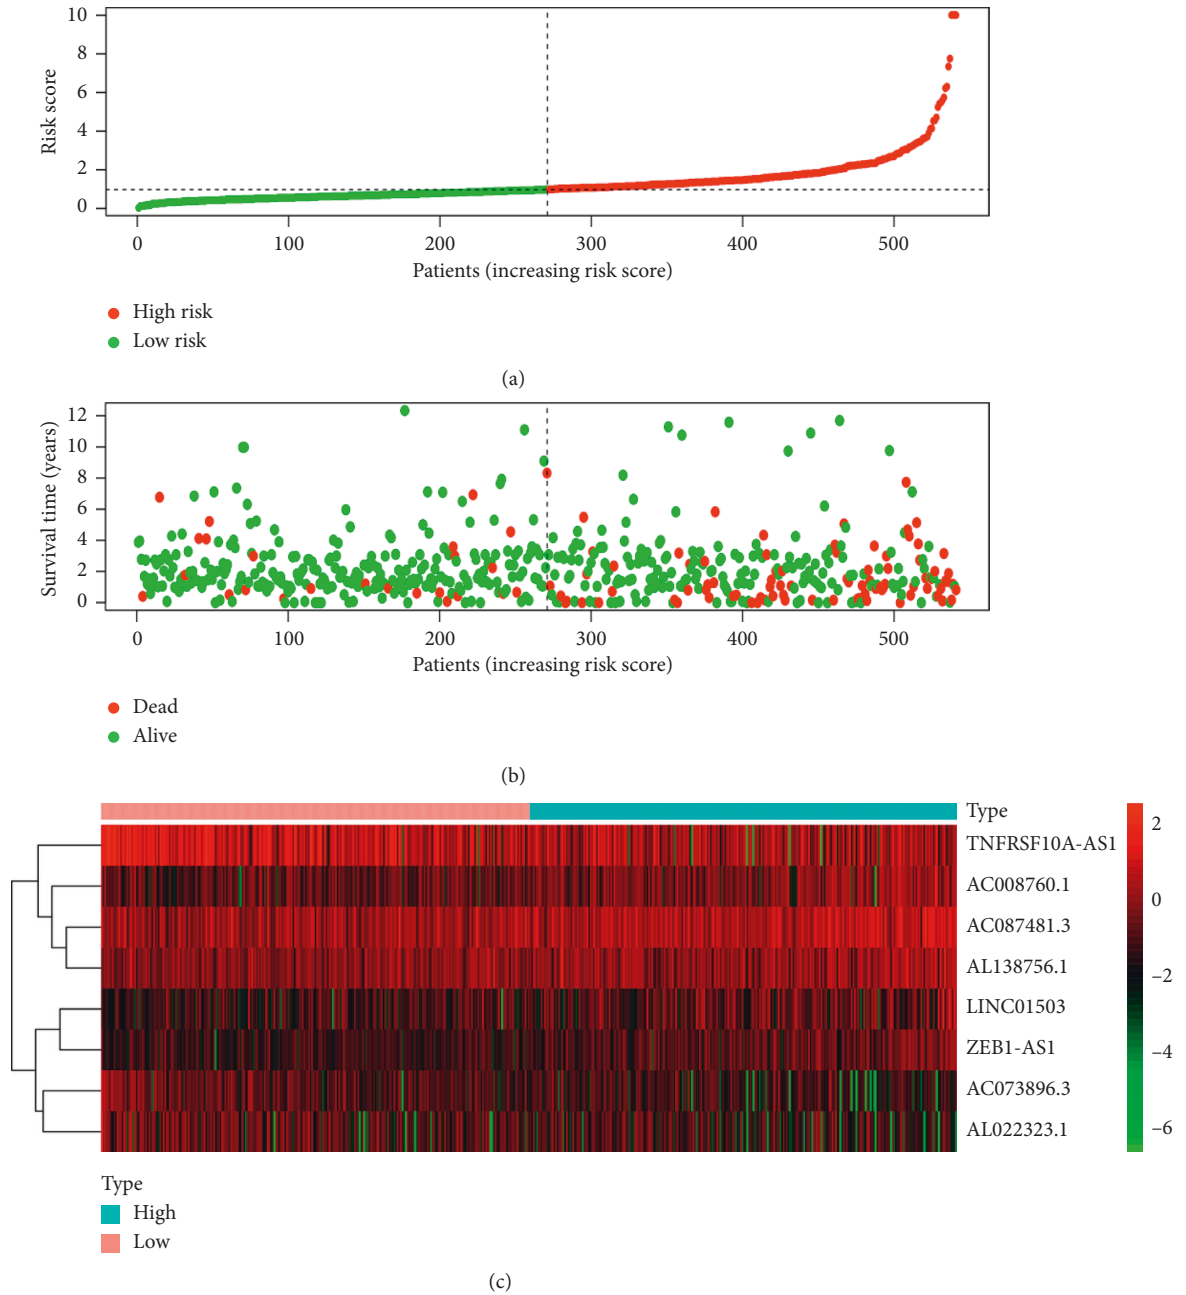 10
8
6
4
2
0
Risk score
0 100 200 300 400 500
Patients (increasing risk score)
High risk
Low risk
(a)
12
10
8
6
4
2
0
Survival time (years)
0 100 200 300 400 500
Patients (increasing risk score)
Dead
Alive
(b)
Type
TNFRSF10A-AS1
AC008760.1
AC087481.3
AL138756.1
LINC01503
ZEB1-AS1
AC073896.3
AL022323.1
2
0
−2
−4
−6
Type
High
Low
(c)